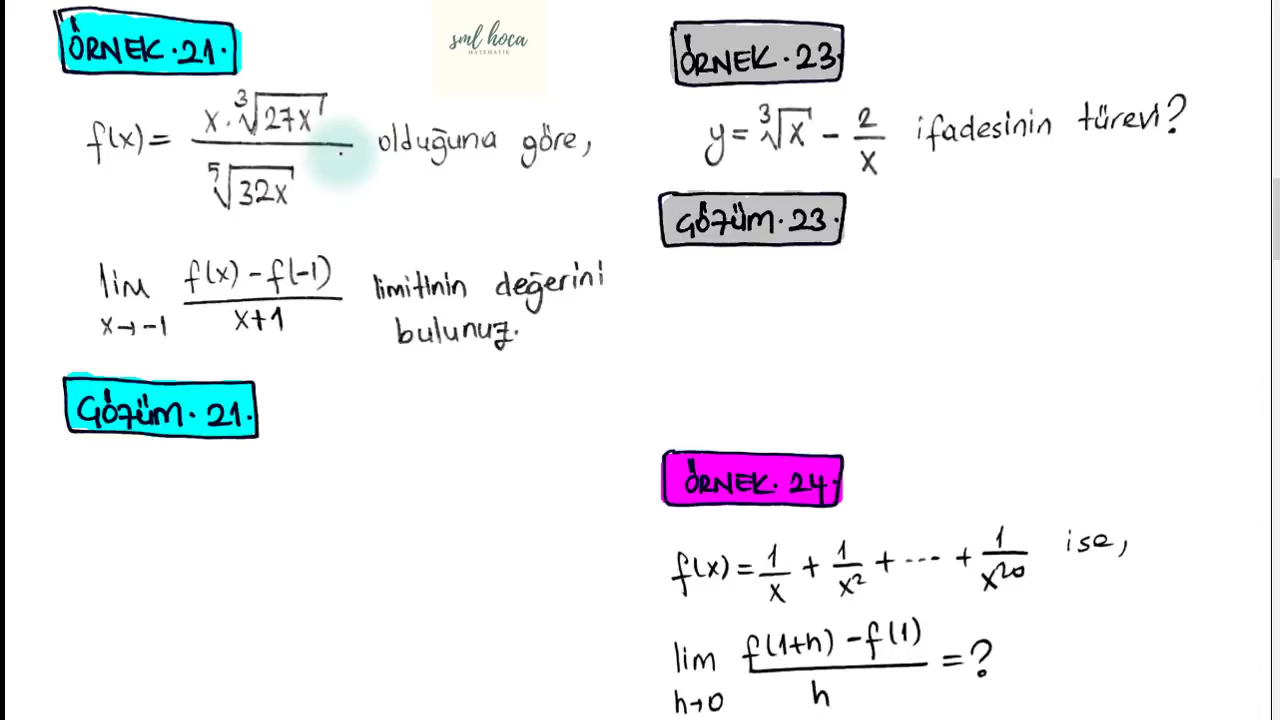 ÖRNEK.21.
sml hoca
MATEMATİK
f(x) = x.∛27x / ⁵√32x olduğuna göre,
lim x→-1 f(x) - f(-1) / x+1 limitinin değerini
bulunuz.
ÇÖZÜM.21.
ÖRNEK.23.
y = ∛x - 2/x ifadesinin türevi?
ÇÖZÜM.23.
ÖRNEK.24.
f(x) = 1/x + 1/x² + ... + 1/x²⁰ ise,
lim h→0 f(1+h) - f(1) / h = ?